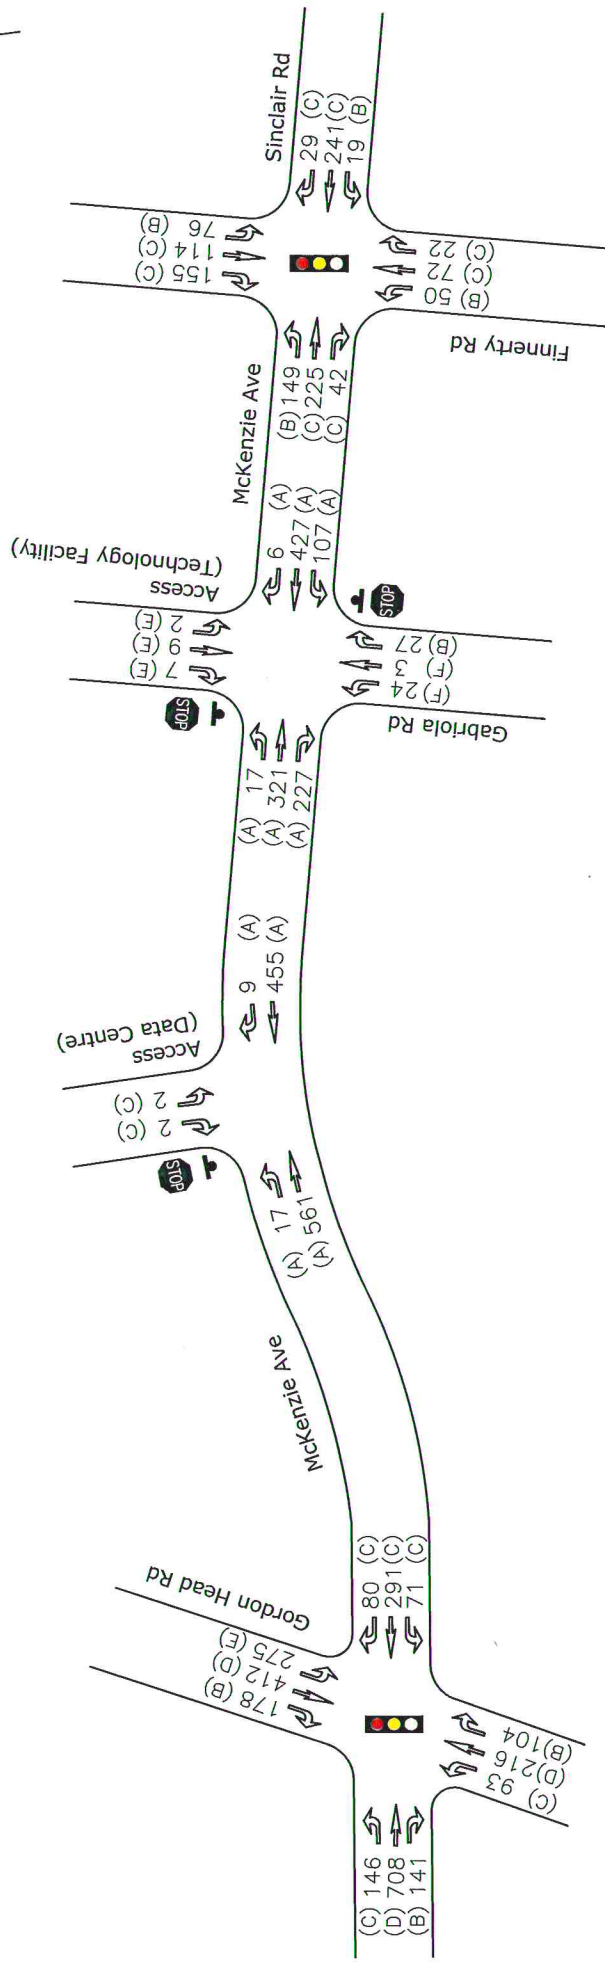 Sinclair Rd
29 (C)
241 (C)
19 (B)
76 (B)
114 (C)
155 (C)
(C) 22
(C) 72
(B) 50
Finnerty Rd
McKenzie Ave
(B) 149
(C) 225
(C) 42
6 (A)
427 (A)
107 (A)
Access
(Technology Facility)
2 (E)
9 (E)
7 (E)
STOP
STOP
(B) 27
(F) 3
(F) 24
Gabriola Rd
(A) 17
(A) 321
(A) 227
9 (A)
455 (A)
Access
(Data Centre)
2 (C)
2 (C)
STOP
(A) 17
(A) 561
McKenzie Ave
80 (C)
291 (C)
71 (C)
Gordon Head Rd
275 (E)
412 (D)
178 (B)
(B) 104
(D) 216
(C) 93
(C) 146
(D) 708
(B) 141